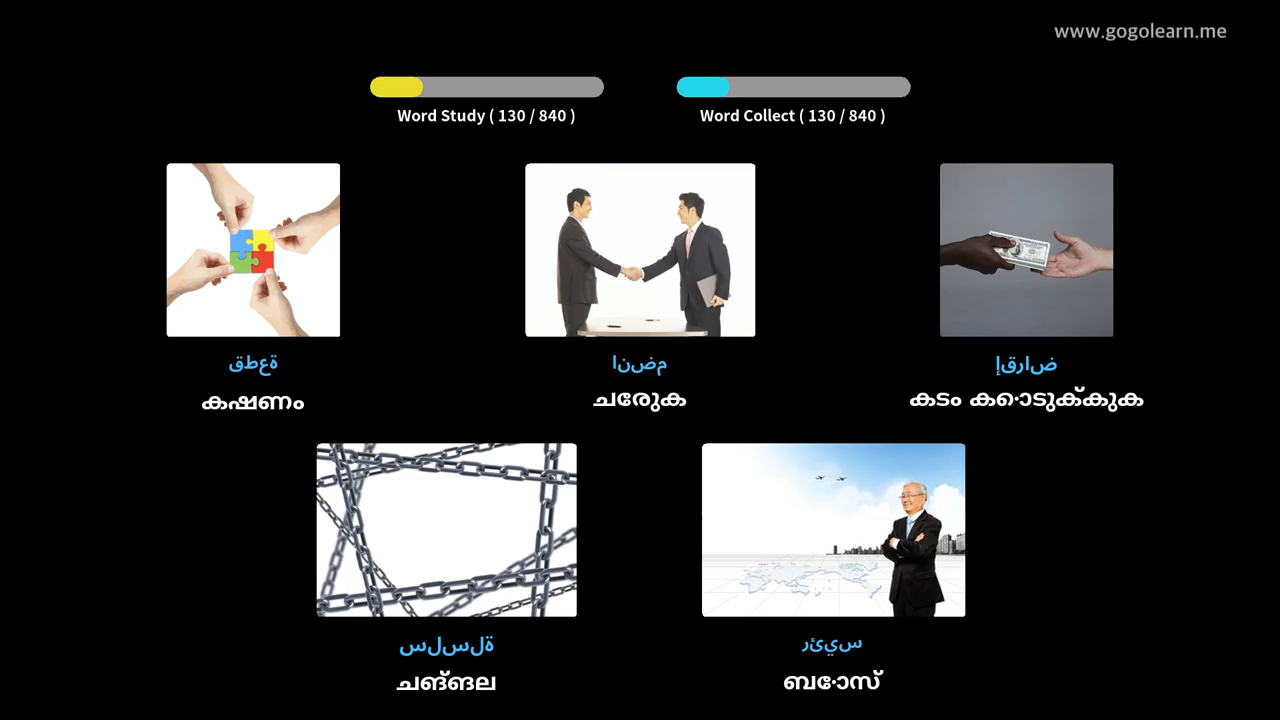 www.gogolearn.me
Word Study ( 130 / 840 )
Word Collect ( 130 / 840 )
قطعة
കഷണം
انضم
ചേരുക
إقراض
കടം കൊടുക്കുക
سلسلة
ചങ്ങല
رئيس
ബോസ്